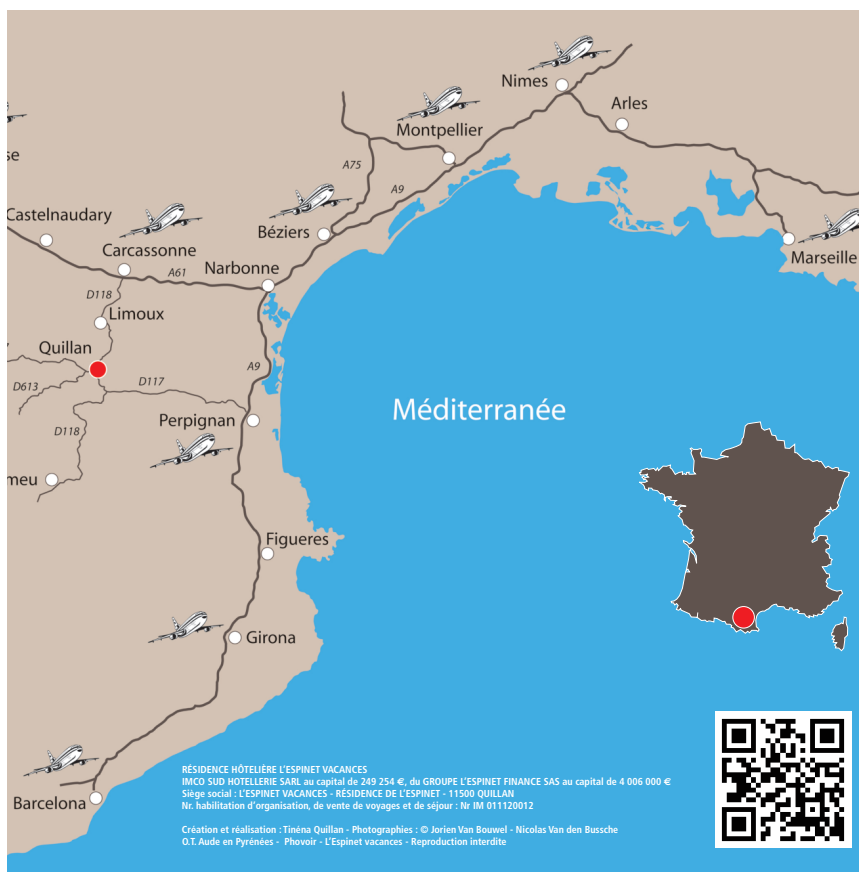 Nimes
Arles
Montpellier
se
A75
A9
Castelnaudary
Béziers
Marseille
Carcassonne
Narbonne
A61
D118
Limoux
Quillan
D613
D117
A9
Méditerranée
Perpignan
D118
meu
Figueres
Girona
Barcelona
RÉSIDENCE HÔTELIÈRE L'ESPINET VACANCES
IMCO SUD HOTELLERIE SARL au capital de 249 254 €, du GROUPE L'ESPINET FINANCE SAS au capital de 4 006 000 €
Siège social : L'ESPINET VACANCES - RÉSIDENCE DE L'ESPINET - 11500 QUILLAN
Nr. habilitation d'organisation, de vente de voyages et de séjour : Nr IM 011120012
Création et réalisation : Tinéna Quillan - Photographies : © Jorien Van Bouwel - Nicolas Van den Bussche
O.T. Aude en Pyrénées - Phovoir - L'Espinet vacances - Reproduction interdite